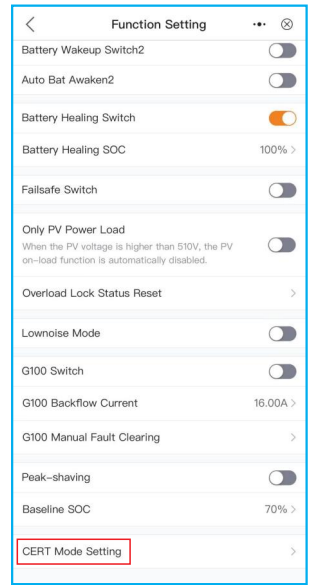 Function Setting
Battery Wakeup Switch2
Auto Bat Awaken2
Battery Healing Switch
Battery Healing SOC 100% >
Failsafe Switch
Only PV Power Load
When the PV voltage is higher than 510V, the PV
on-load function is automatically disabled.
Overload Lock Status Reset >
Lownoise Mode
G100 Switch
G100 Backflow Current 16.00A >
G100 Manual Fault Clearing >
Peak-shaving
Baseline SOC 70% >
CERT Mode Setting >